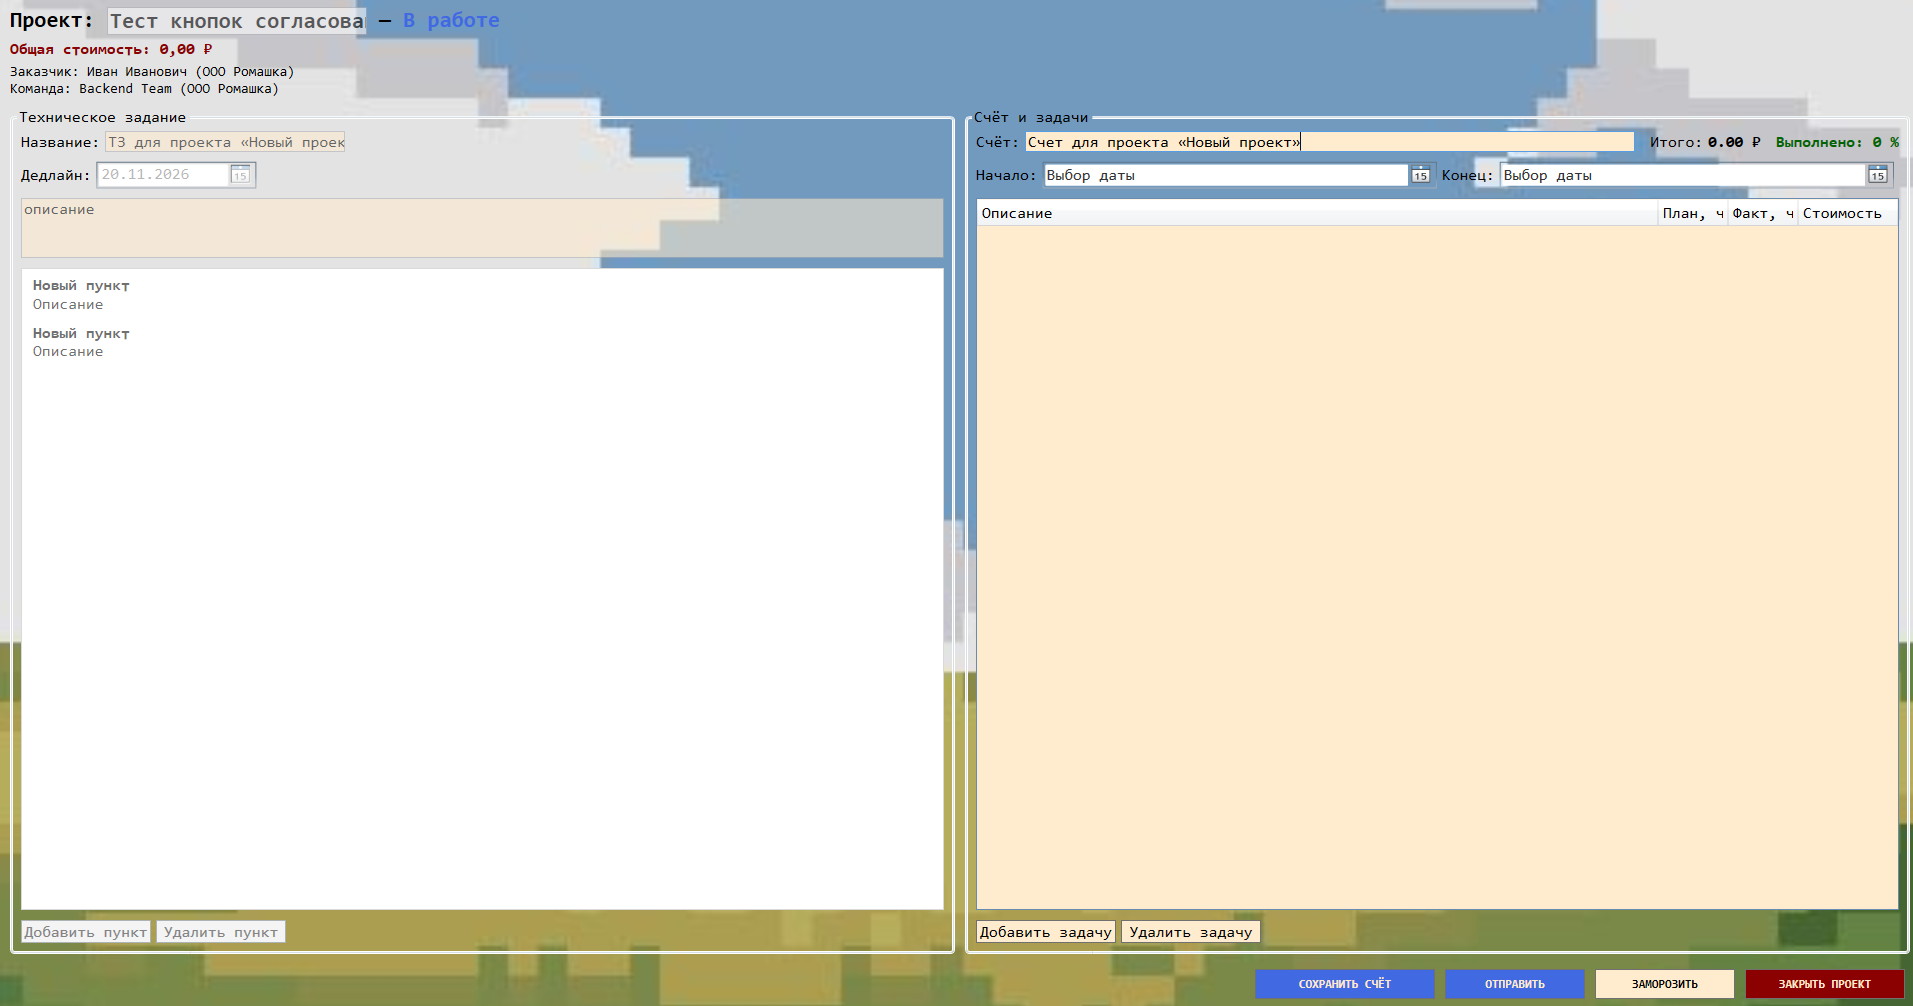 Проект: Тест кнопок согласова — В работе
Общая стоимость: 0,00 ₽
Заказчик: Иван Иванович (ООО Ромашка)
Команда: Backend Team (ООО Ромашка)
Техническое задание
Название: ТЗ для проекта «Новый проек
Дедлайн: 20.11.2026 15
описание
Новый пункт
Описание
Новый пункт
Описание
Добавить пункт Удалить пункт
Счёт и задачи
Счёт: Счет для проекта «Новый проект» Итого: 0.00 ₽ Выполнено: 0 %
Начало: Выбор даты 15 Конец: Выбор даты 15
Описание План, ч Факт, ч Стоимость
Добавить задачу Удалить задачу
СОХРАНИТЬ СЧЁТ ОТПРАВИТЬ ЗАМОРОЗИТЬ ЗАКРЫТЬ ПРОЕКТ